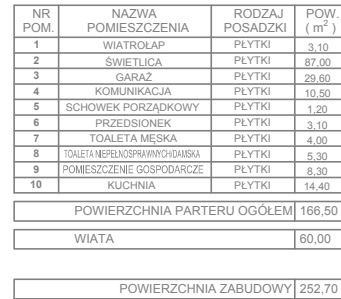 NR POM. NAZWA POMIESZCZENIA RODZAJ POSADZKI POW. ( m² )
1 WIATROŁAP PŁYTKI 3,10
2 ŚWIETLICA PŁYTKI 87,00
3 GARAŻ PŁYTKI 29,60
4 KOMUNIKACJA PŁYTKI 10,50
5 SCHOWEK PORZĄDKOWY PŁYTKI 1,20
6 PRZEDSIONEK PŁYTKI 3,10
7 TOALETA MĘSKA PŁYTKI 4,00
8 TOALETA NIEPEŁNOSPRAWNYCH/DAMSKA PŁYTKI 5,30
9 POMIESZCZENIE GOSPODARCZE PŁYTKI 8,30
10 KUCHNIA PŁYTKI 14,40
POWIERZCHNIA PARTERU OGÓŁEM 166,50
WIATA 60,00
POWIERZCHNIA ZABUDOWY 252,70